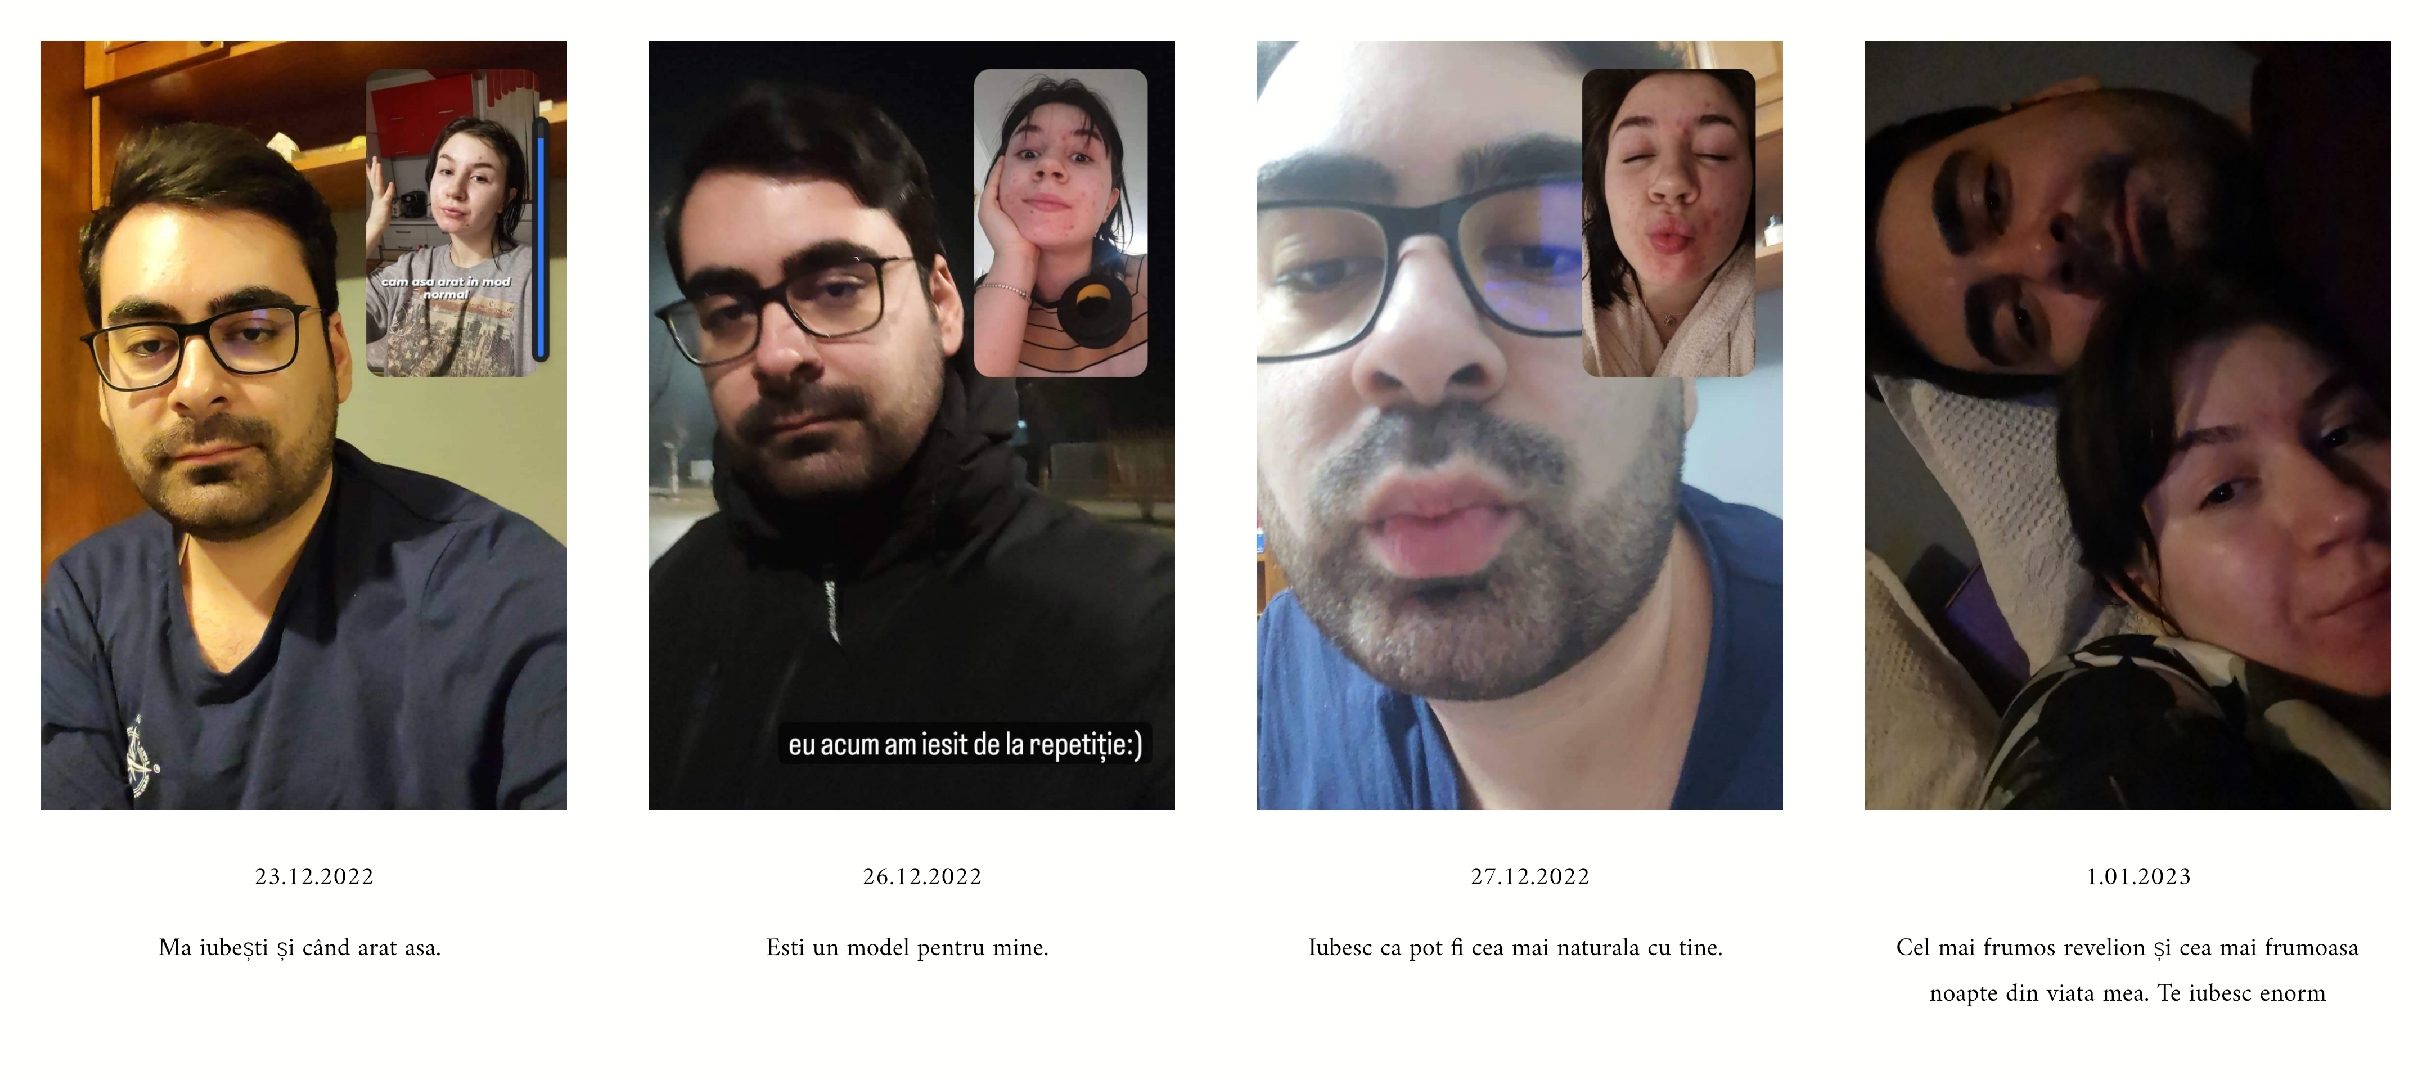 cam asa arat in mod
normal
eu acum am iesit de la repetiție:)
23.12.2022
Ma iubești și când arat asa.
26.12.2022
Esti un model pentru mine.
27.12.2022
Iubesc ca pot fi cea mai naturala cu tine.
1.01.2023
Cel mai frumos revelion și cea mai frumoasa
noapte din viata mea. Te iubesc enorm